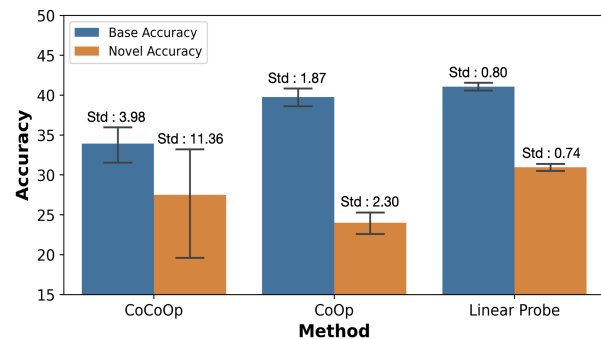 50
45
40
35
30
25
20
15
Accuracy
Base Accuracy
Novel Accuracy
Std : 3.98
Std : 11.36
Std : 1.87
Std : 2.30
Std : 0.80
Std : 0.74
CoCoOp
CoOp
Linear Probe
Method